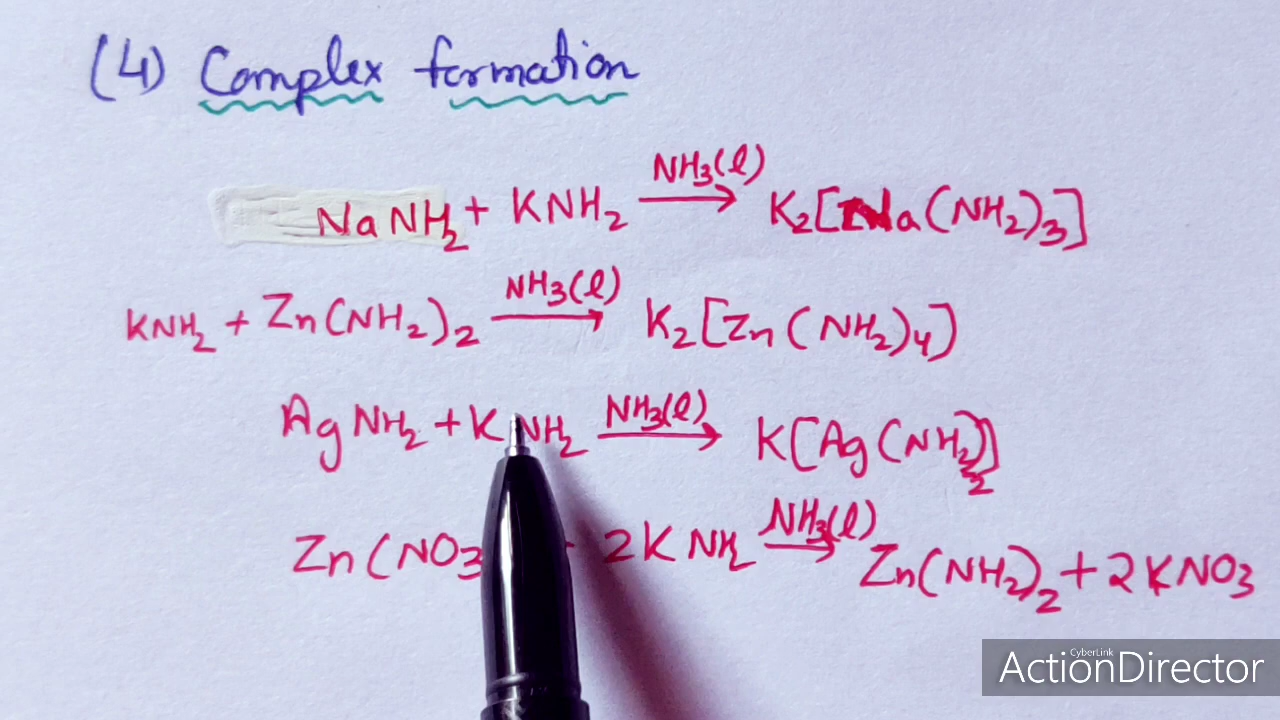 (4) Complex formation
NaNH2 + KNH2 NH3(l) → K2[Na(NH2)3]
KNH2 + Zn(NH2)2 NH3(l) → K2[Zn(NH2)4]
AgNH2 + KNH2 NH3(l) → K[Ag(NH2)2]
Zn(NO3 2KNH2 NH3(l) → Zn(NH2)2 + 2KNO3
CyberLink
ActionDirector